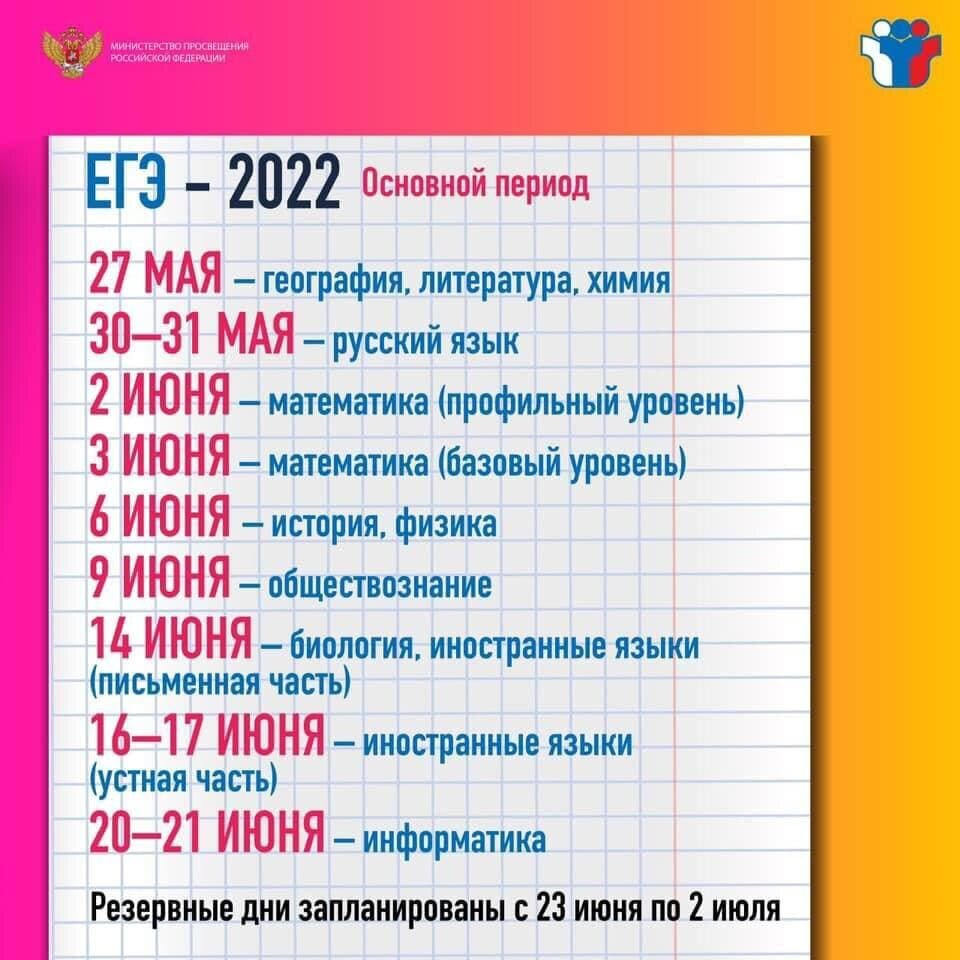 МИНИСТЕРСТВО ПРОСВЕЩЕНИЯ
РОССИЙСКОЙ ФЕДЕРАЦИИ
ЕГЭ – 2022 Основной период
27 МАЯ – география, литература, химия
30–31 МАЯ – русский язык
2 ИЮНЯ – математика (профильный уровень)
3 ИЮНЯ – математика (базовый уровень)
6 ИЮНЯ – история, физика
9 ИЮНЯ – обществознание
14 ИЮНЯ – биология, иностранные языки
(письменная часть)
16–17 ИЮНЯ – иностранные языки
(устная часть)
20–21 ИЮНЯ – информатика
Резервные дни запланированы с 23 июня по 2 июля